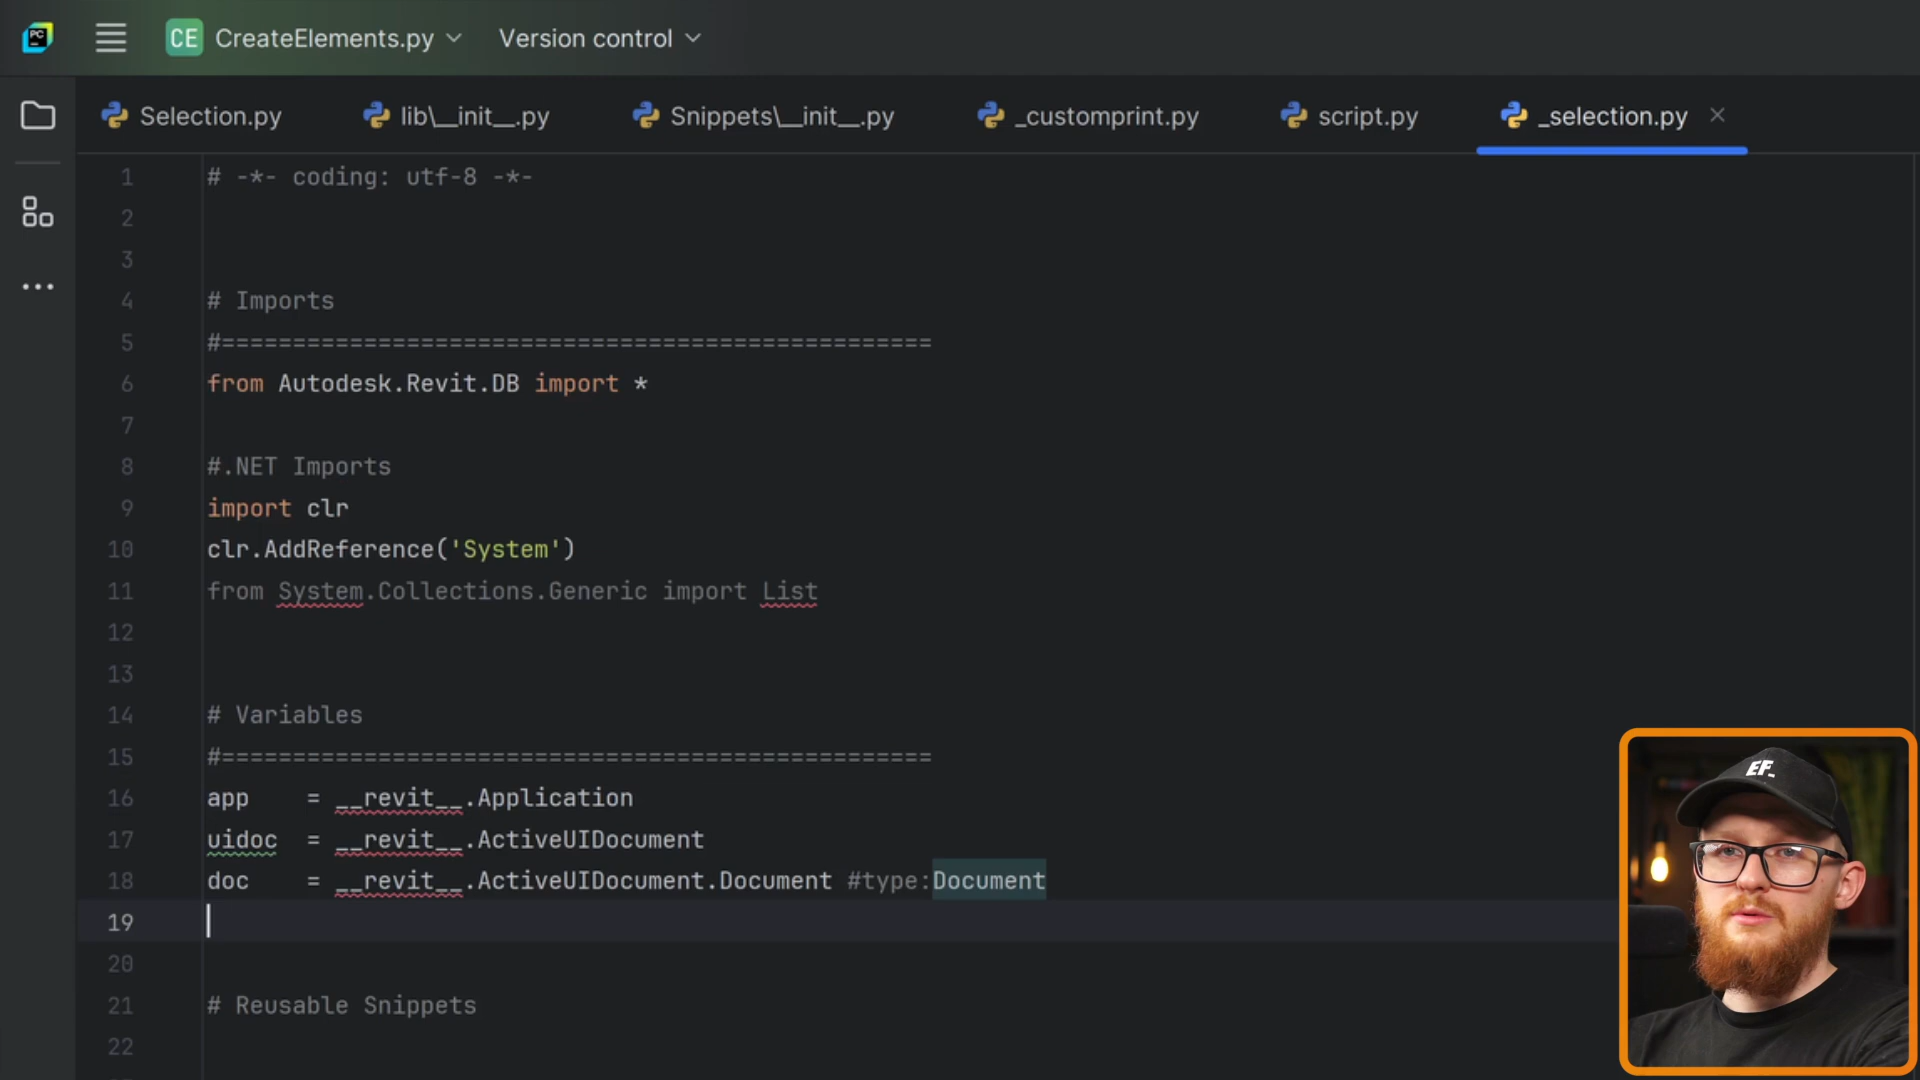 PC
CE CreateElements.py Version control
Selection.py lib\__init__.py Snippets\__init__.py _customprint.py script.py _selection.py
1 # -*- coding: utf-8 -*-
2
3
4 # Imports
5 #==================================================
6 from Autodesk.Revit.DB import *
7
8 #.NET Imports
9 import clr
10 clr.AddReference('System')
11 from System.Collections.Generic import List
12
13
14 # Variables
15 #==================================================
16 app    = __revit__.Application
17 uidoc  = __revit__.ActiveUIDocument
18 doc    = __revit__.ActiveUIDocument.Document #type:Document
19
20
21 # Reusable Snippets
22
EF.